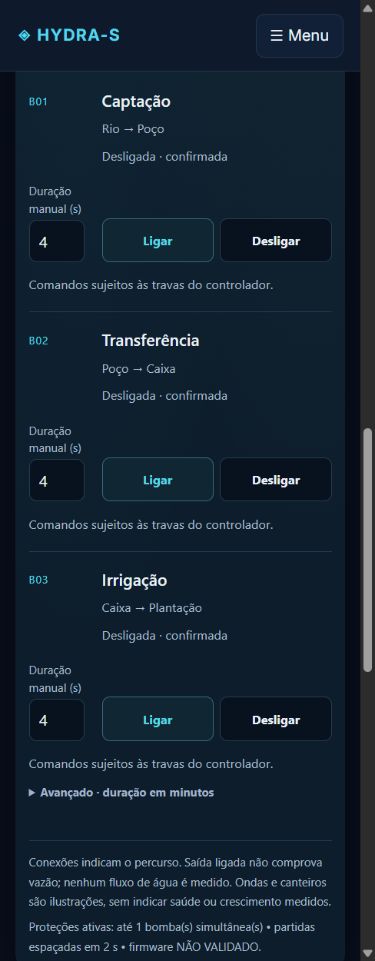 ◈ HYDRA-S
☰ Menu
B01
Captação
Rio → Poço
Desligada · confirmada
Duração
manual (s)
4
Ligar
Desligar
Comandos sujeitos às travas do controlador.
B02
Transferência
Poço → Caixa
Desligada · confirmada
Duração
manual (s)
4
Ligar
Desligar
Comandos sujeitos às travas do controlador.
B03
Irrigação
Caixa → Plantação
Desligada · confirmada
Duração
manual (s)
4
Ligar
Desligar
Comandos sujeitos às travas do controlador.
▶ Avançado · duração em minutos
Conexões indicam o percurso. Saída ligada não comprova
vazão; nenhum fluxo de água é medido. Ondas e canteiros
são ilustrações, sem indicar saúde ou crescimento medidos.
Proteções ativas: até 1 bomba(s) simultânea(s) • partidas
espaçadas em 2 s • firmware NÃO VALIDADO.